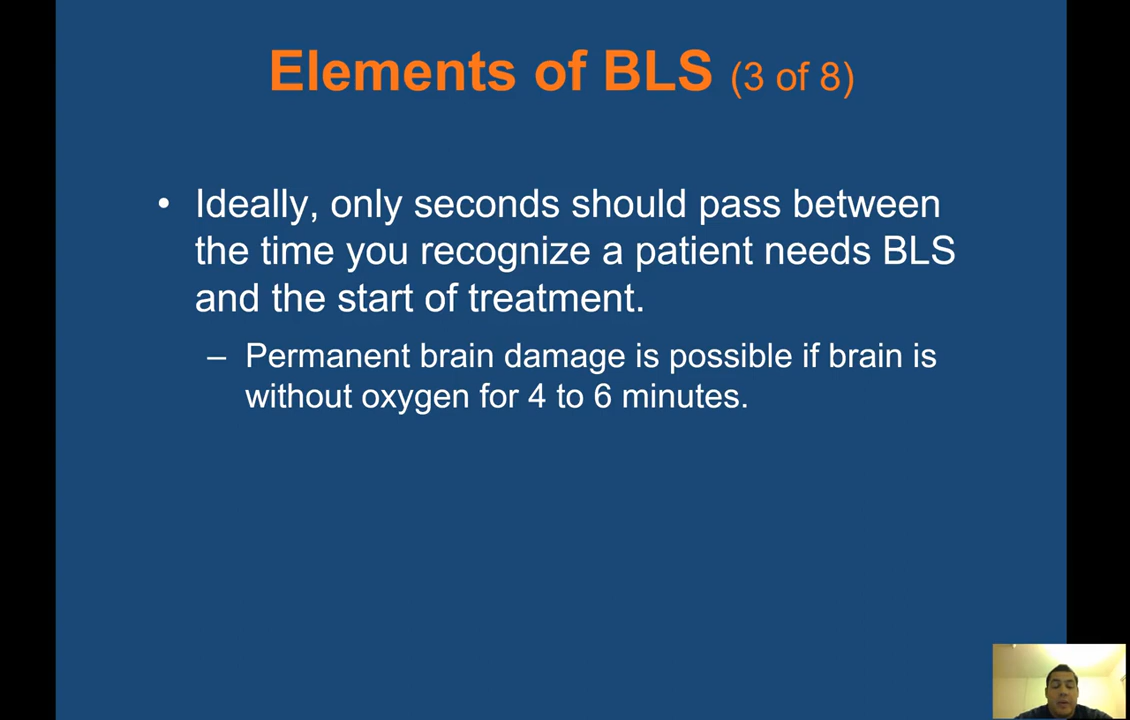 Elements of BLS (3 of 8)
• Ideally, only seconds should pass between
the time you recognize a patient needs BLS
and the start of treatment.
– Permanent brain damage is possible if brain is
without oxygen for 4 to 6 minutes.